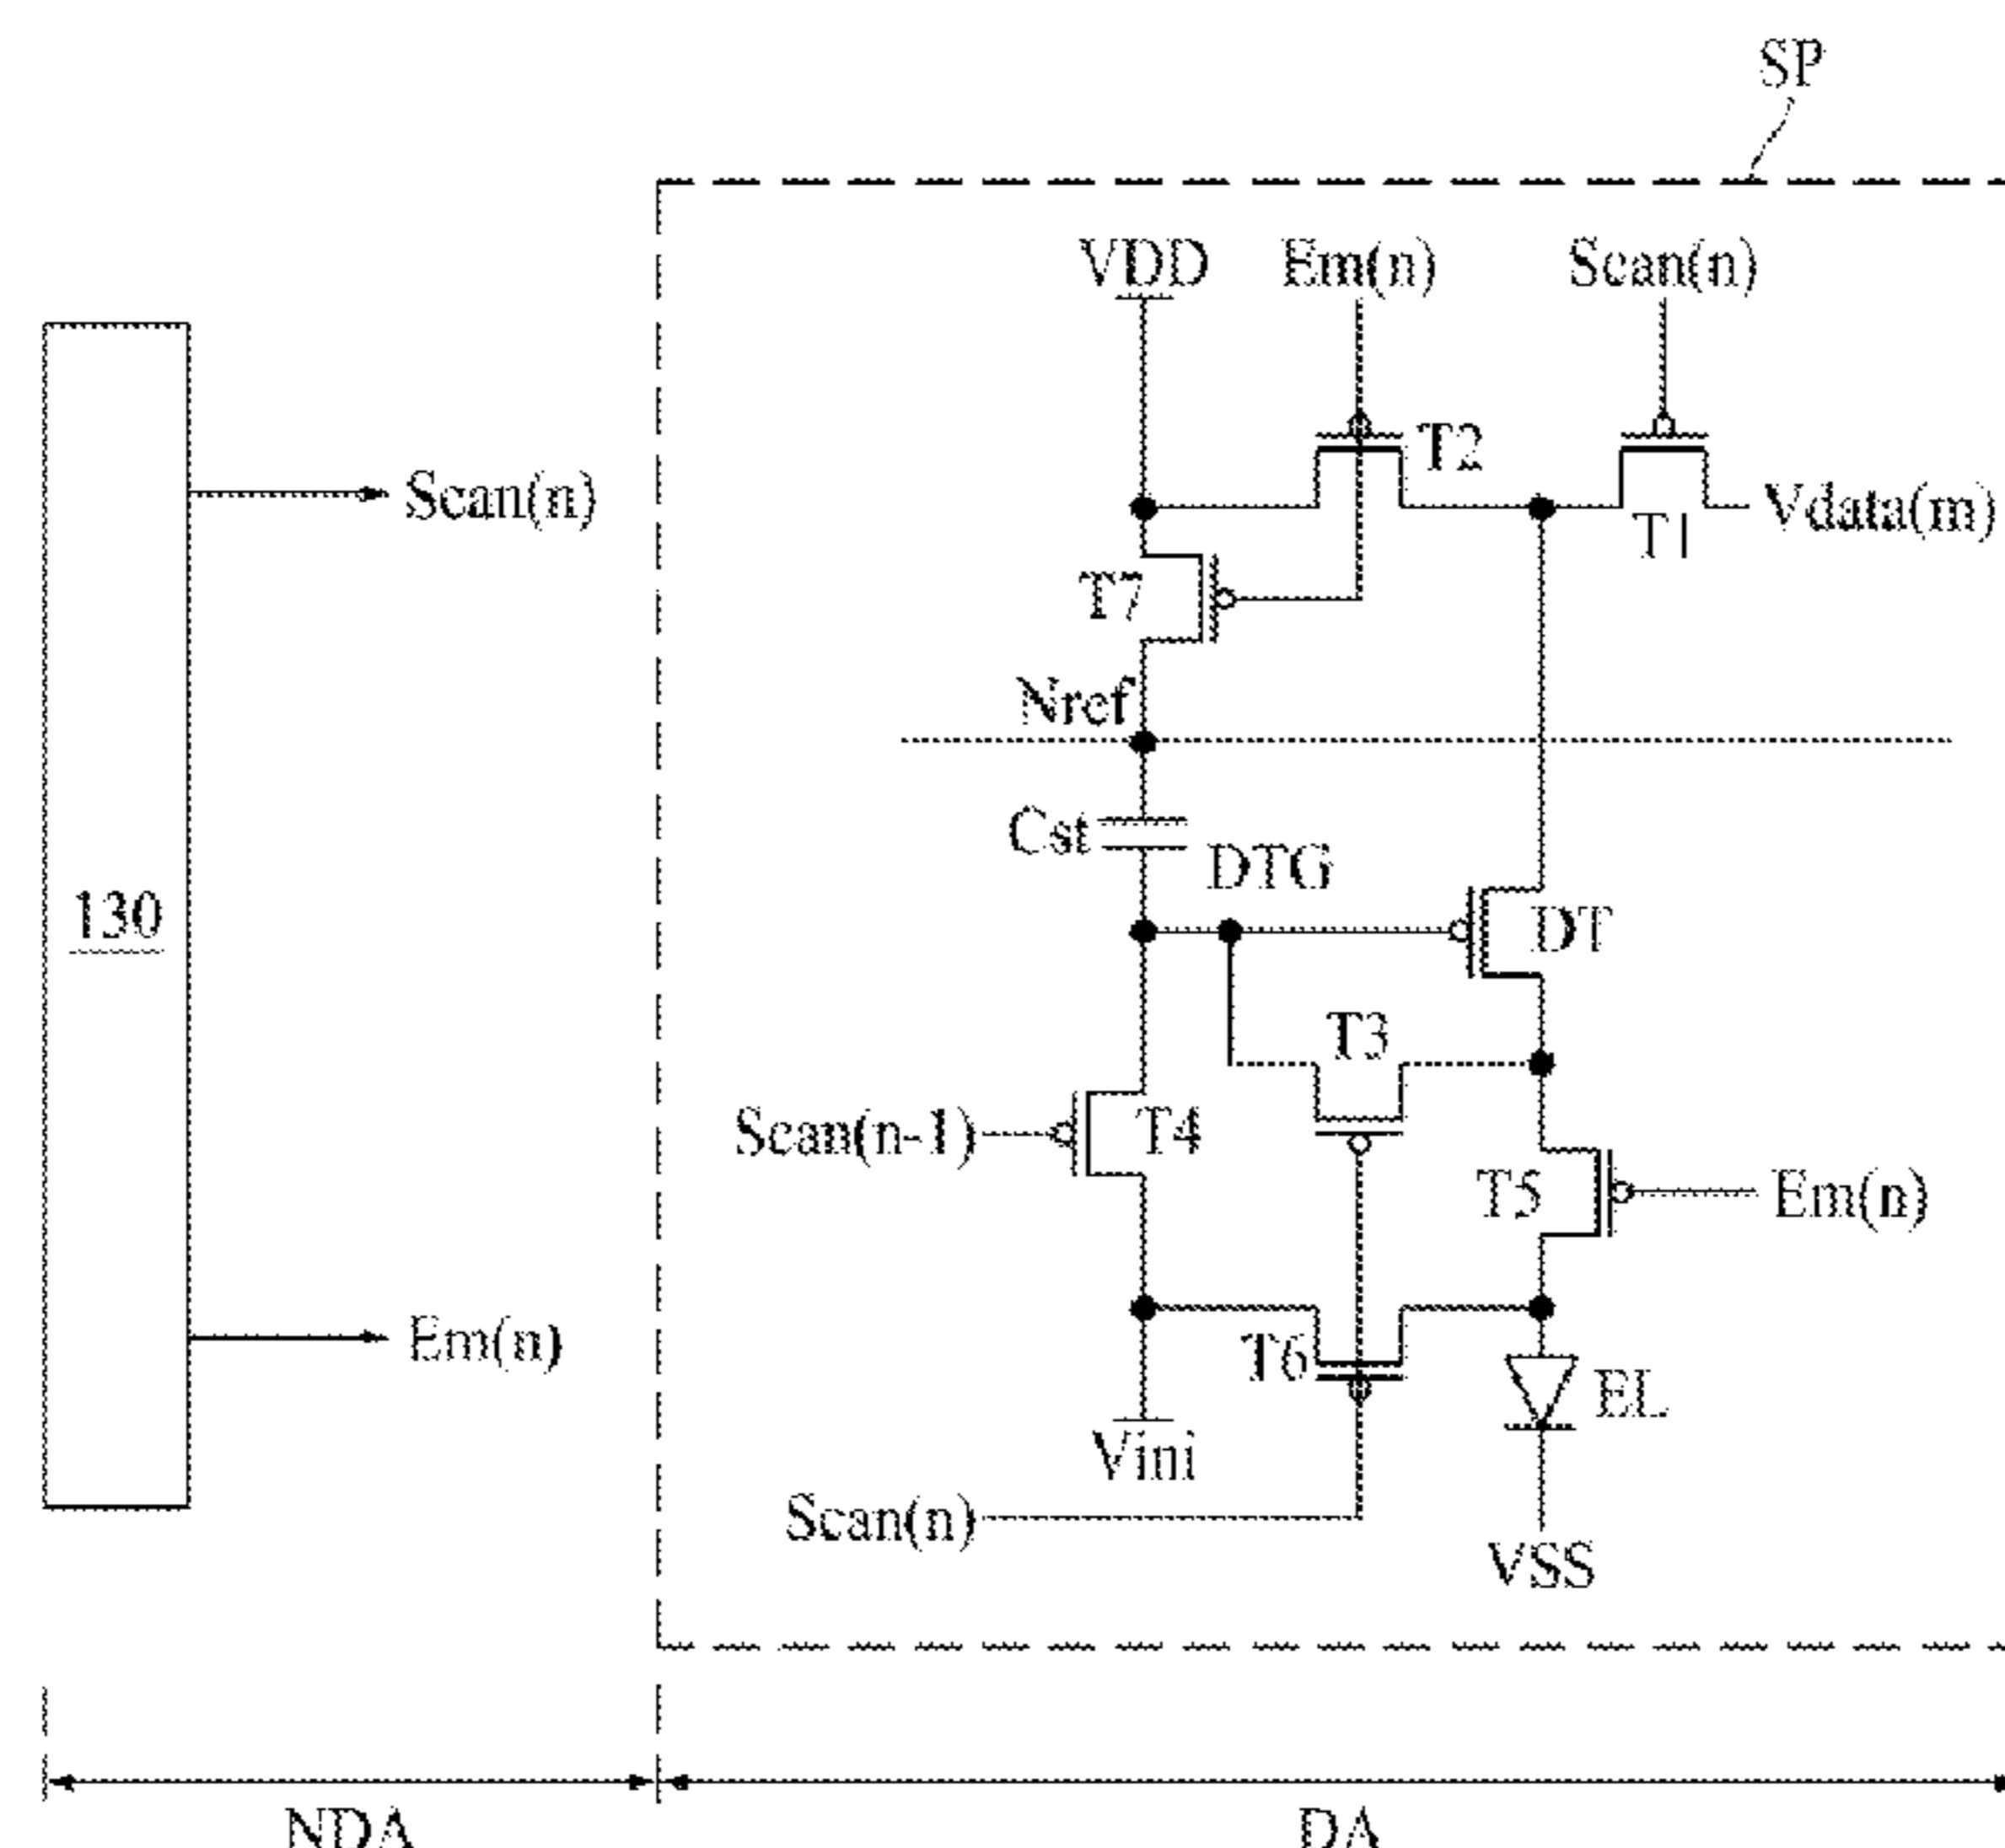 SP
VDD
Em(n)
Scan(n)
T2
Scan(n)
T1
Vdata(m)
T7
Nref
Cst
DTG
130
DT
T3
Scan(n-1)
T4
T5
Em(n)
Em(n)
T6
EL
Vini
Scan(n)
VSS
NDA
DA